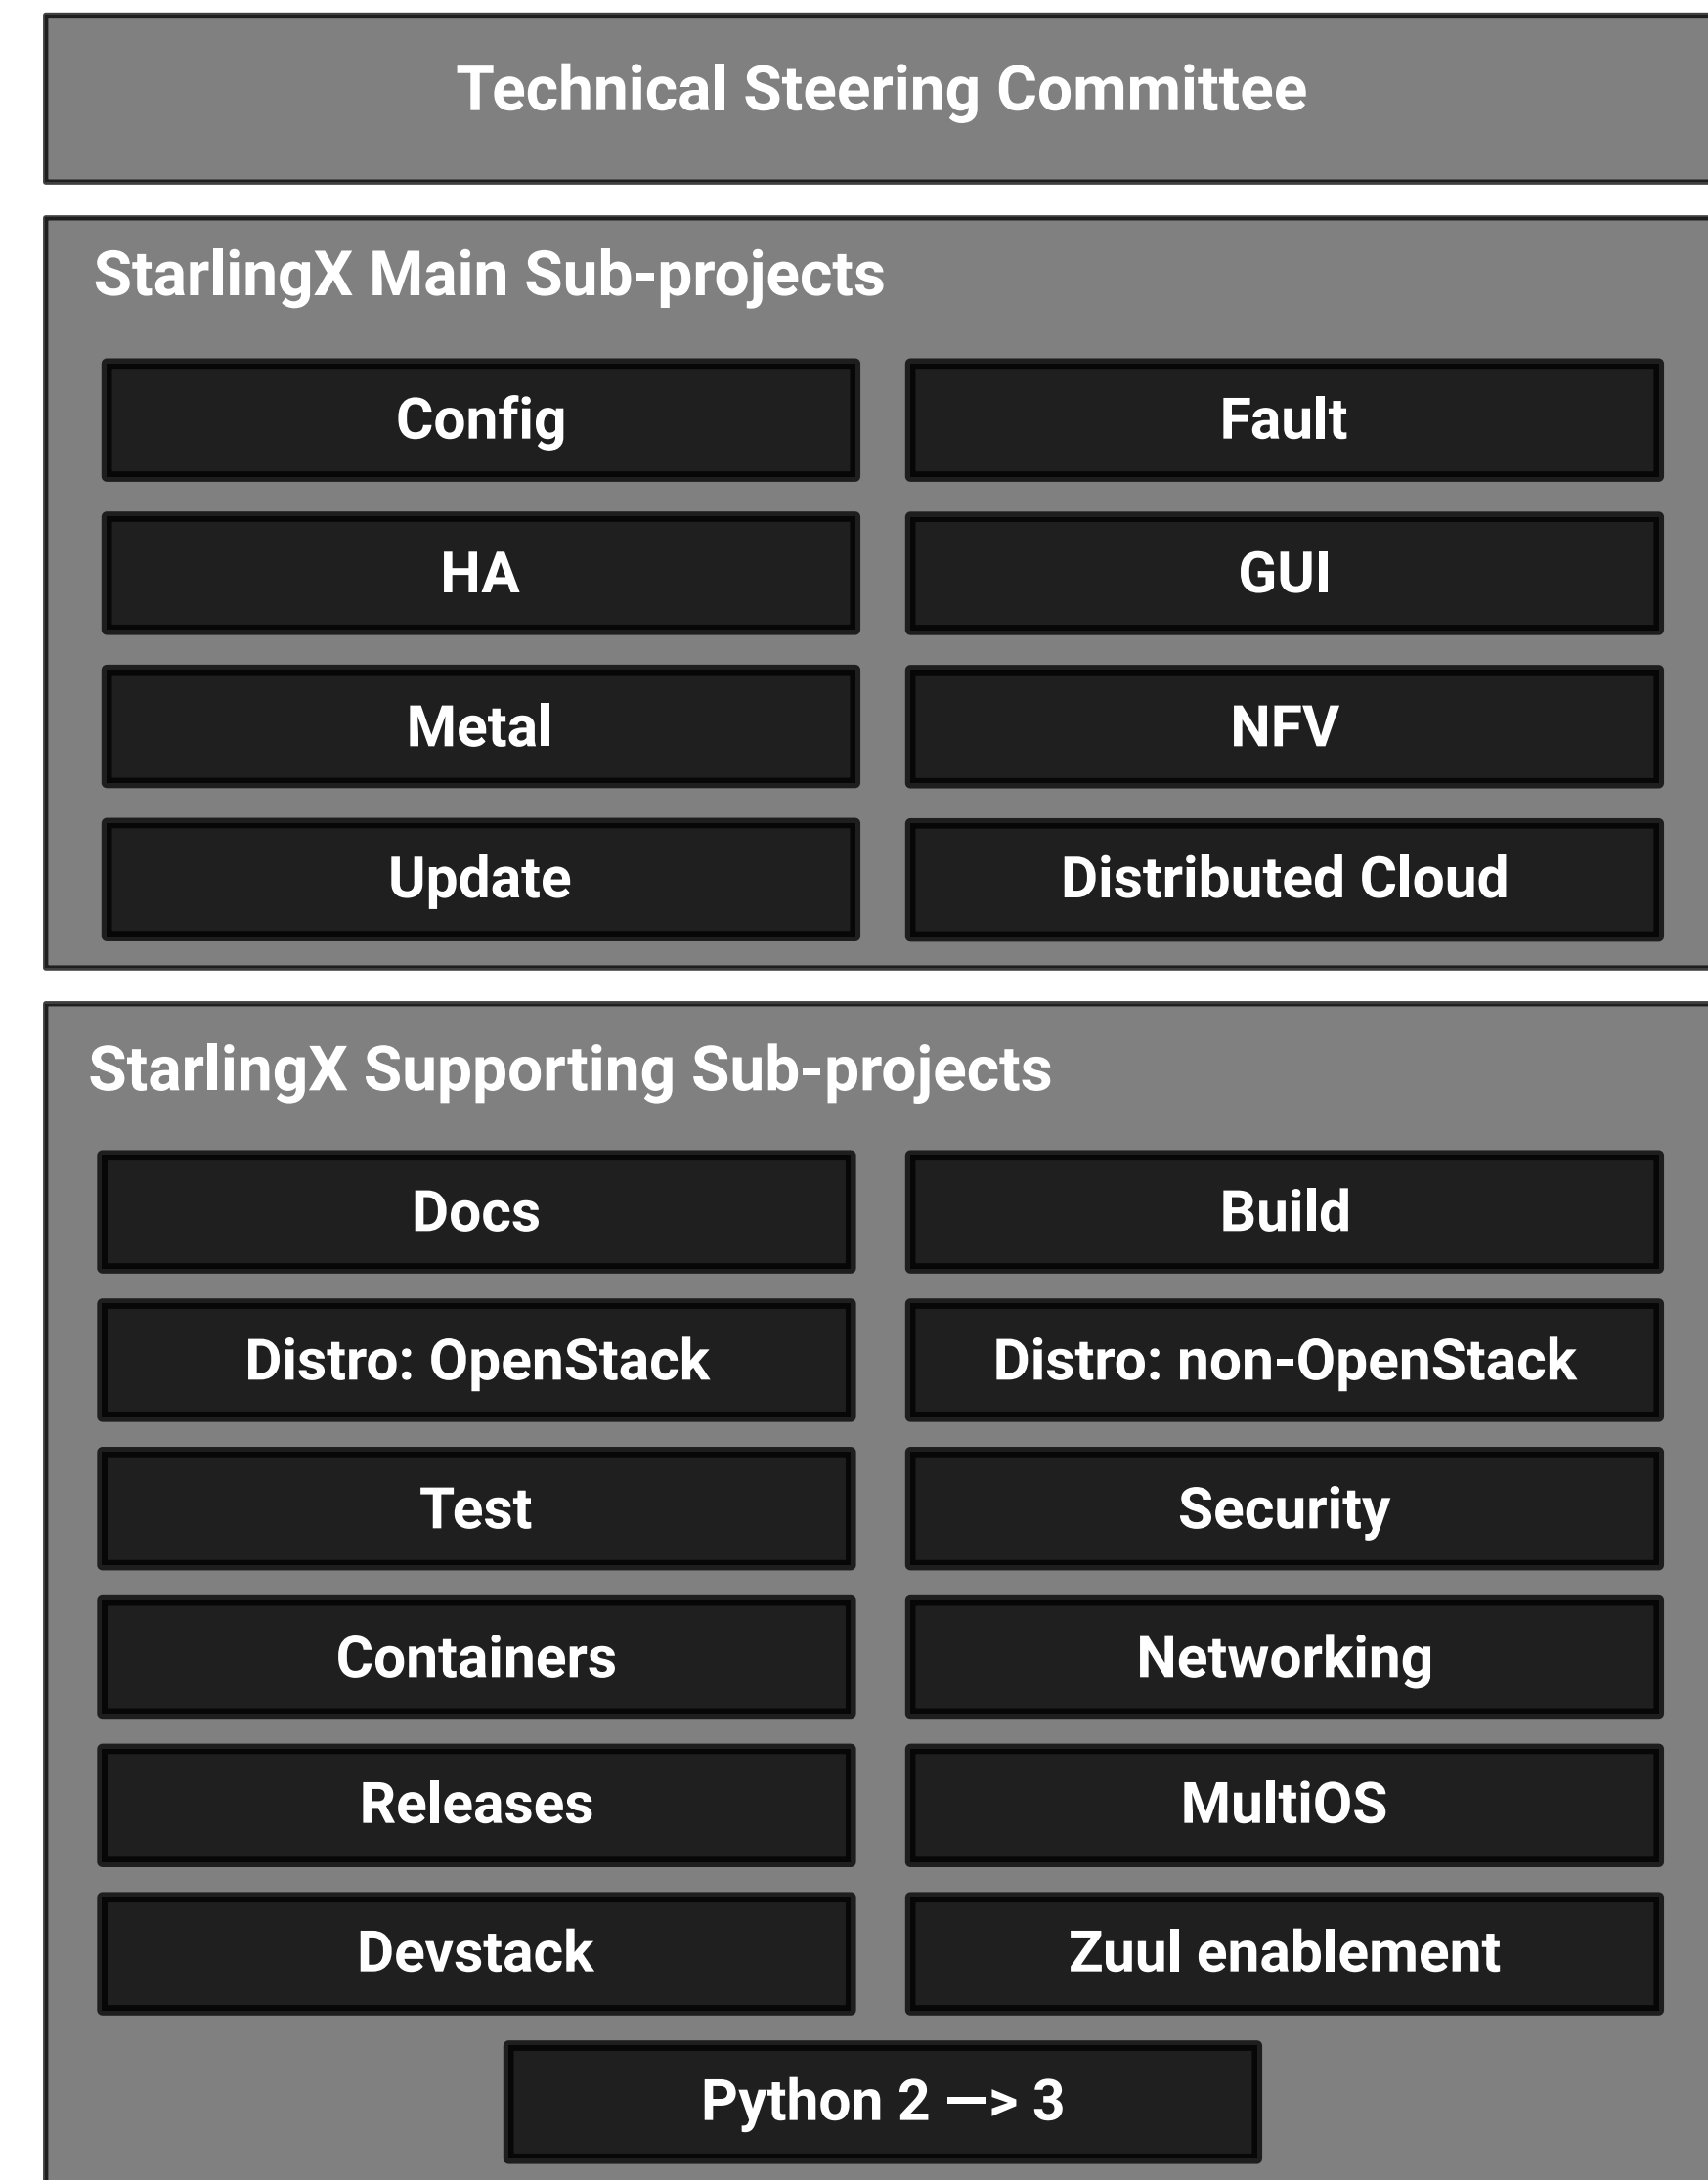 Technical Steering Committee
StarlingX Main Sub-projects
Config
Fault
HA
GUI
Metal
NFV
Update
Distributed Cloud
StarlingX Supporting Sub-projects
Docs
Build
Distro: OpenStack
Distro: non-OpenStack
Test
Security
Containers
Networking
Releases
MultiOS
Devstack
Zuul enablement
Python 2 —> 3